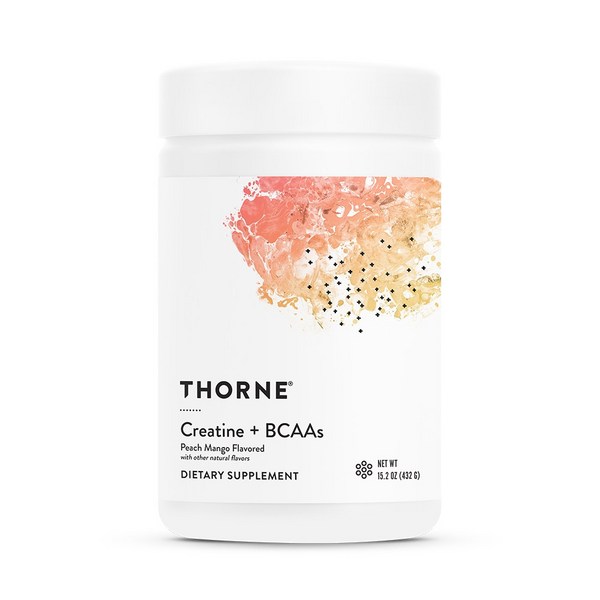 THORNE®
Creatine + BCAAs
Peach Mango Flavored
with other natural flavors
DIETARY SUPPLEMENT
NET WT
15.2 OZ (432 G)